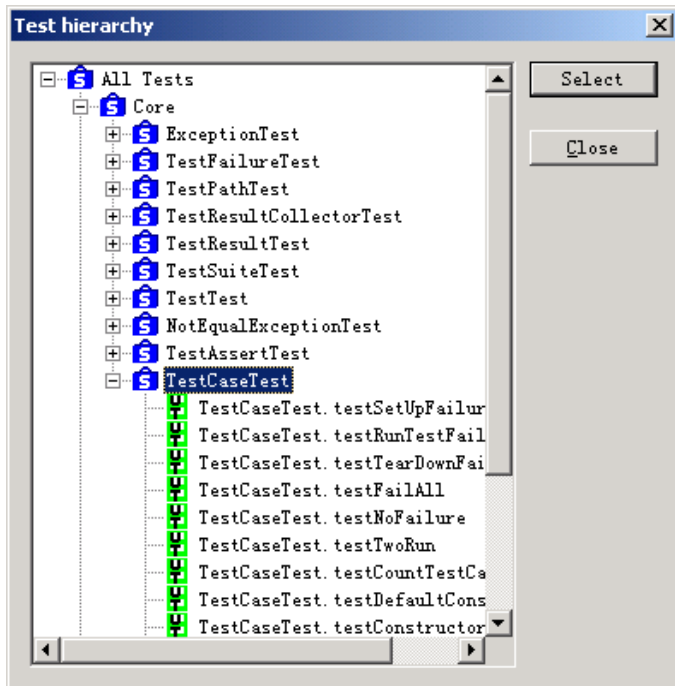 Test hierarchy
All Tests
Select
Core
ExceptionTest
Close
TestFailureTest
TestPathTest
TestResultCollectorTest
TestResultTest
TestSuiteTest
TestTest
NotEqualExceptionTest
TestAssertTest
TestCaseTest
TestCaseTest.testSetUpFailur
TestCaseTest.testRunTestFail
TestCaseTest.testTearDownFai
TestCaseTest.testFailAll
TestCaseTest.testNoFailure
TestCaseTest.testTwoRun
TestCaseTest.testCountTestCa
TestCaseTest.testDefaultCons
TestCaseTest.testConstructor